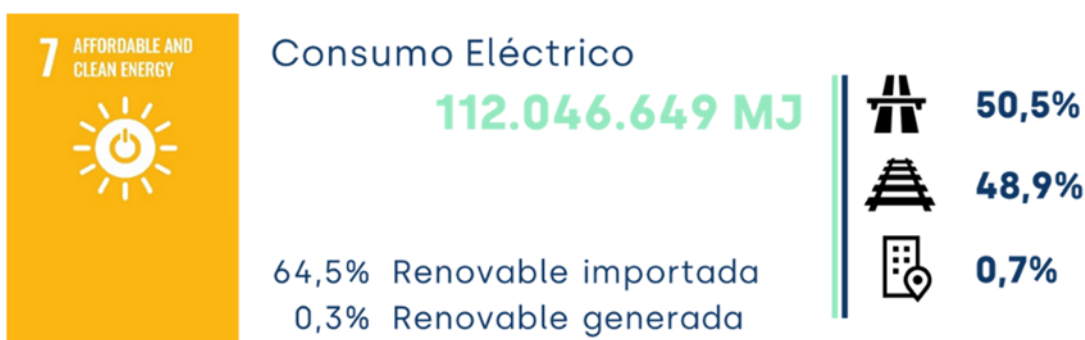 7 AFFORDABLE AND
CLEAN ENERGY
Consumo Eléctrico
112.046.649 MJ
64,5% Renovable importada
0,3% Renovable generada
50,5%
48,9%
0,7%